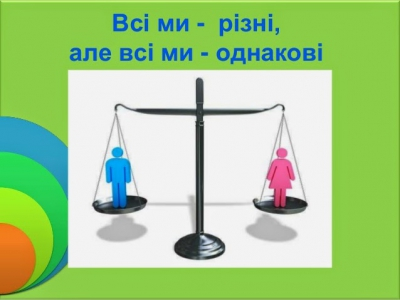 Всі ми -  різні,
але всі ми - однакові